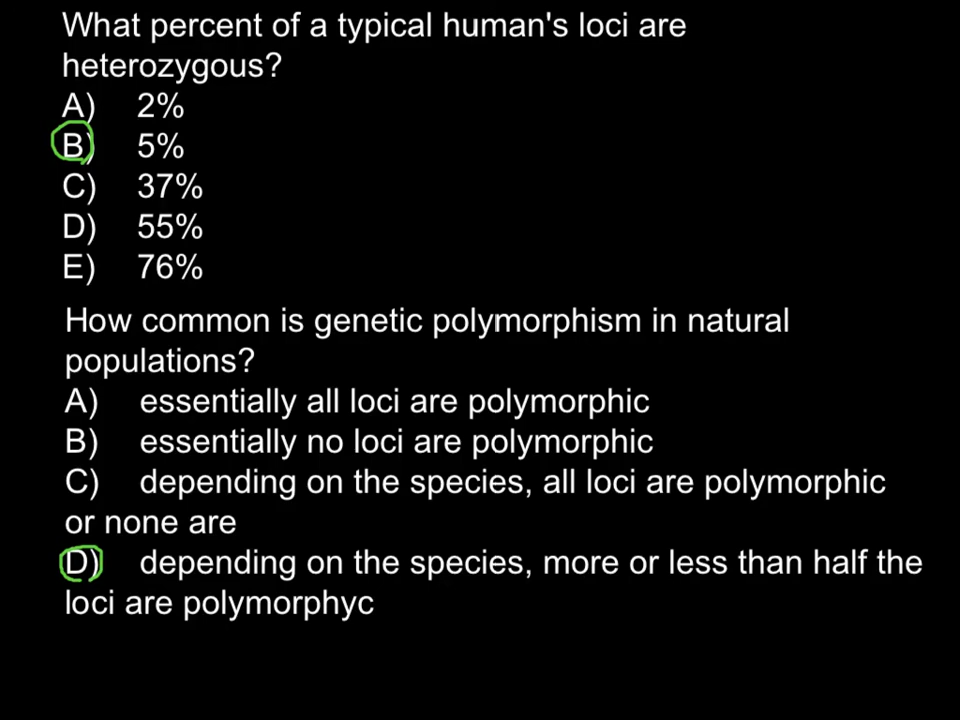 What percent of a typical human's loci are
heterozygous?
A) 2%
B) 5%
C) 37%
D) 55%
E) 76%
How common is genetic polymorphism in natural
populations?
A) essentially all loci are polymorphic
B) essentially no loci are polymorphic
C) depending on the species, all loci are polymorphic
or none are
D) depending on the species, more or less than half the
loci are polymorphyc